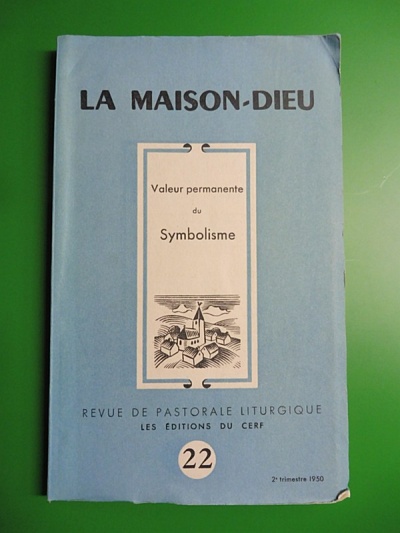 LA MAISON-DIEU
Valeur permanente
du
Symbolisme
REVUE DE PASTORALE LITURGIQUE
LES ÉDITIONS DU CERF
22
2e trimestre 1950